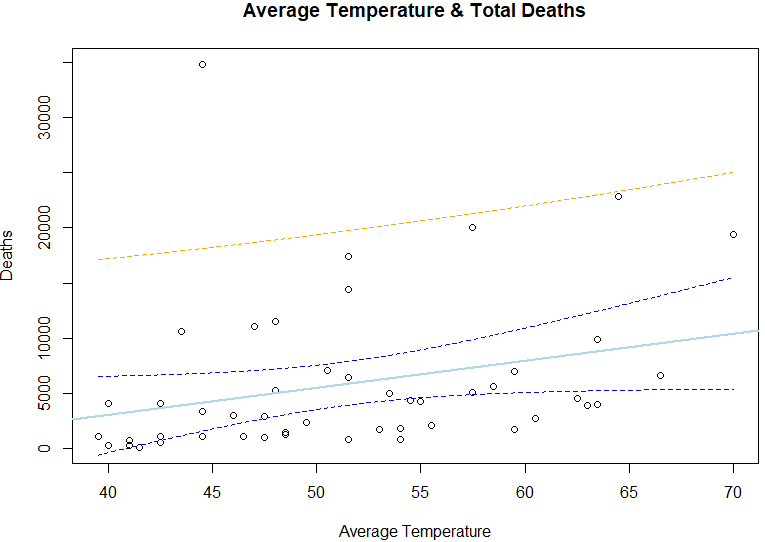 Average Temperature & Total Deaths
Deaths
30000
20000
10000
5000
0
40 45 50 55 60 65 70
Average Temperature